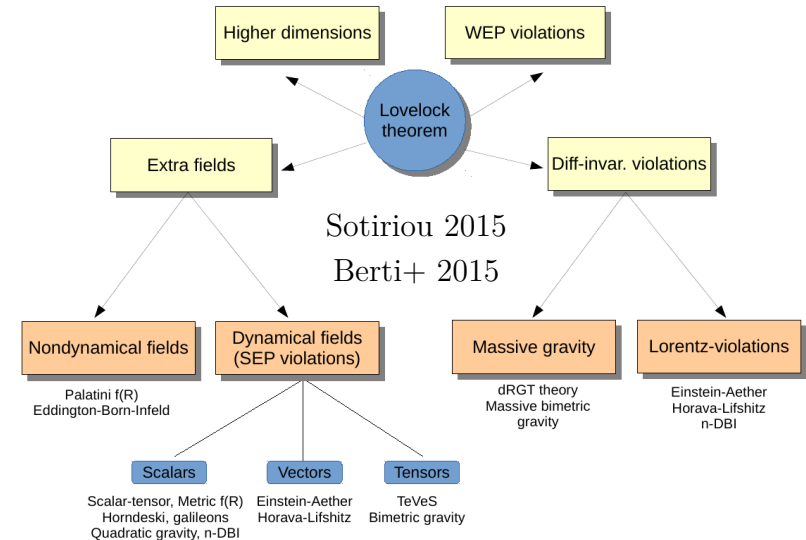 Higher dimensions
WEP violations
Lovelock
theorem
Extra fields
Diff-invar. violations
Sotiriou 2015
Berti+ 2015
Nondynamical fields
Dynamical fields
(SEP violations)
Massive gravity
Lorentz-violations
Palatini f(R)
Eddington-Born-Infeld
dRGT theory
Massive bimetric
gravity
Einstein-Aether
Horava-Lifshitz
n-DBI
Scalars
Vectors
Tensors
Scalar-tensor, Metric f(R)
Horndeski, galileons
Quadratic gravity, n-DBI
Einstein-Aether
Horava-Lifshitz
TeVeS
Bimetric gravity